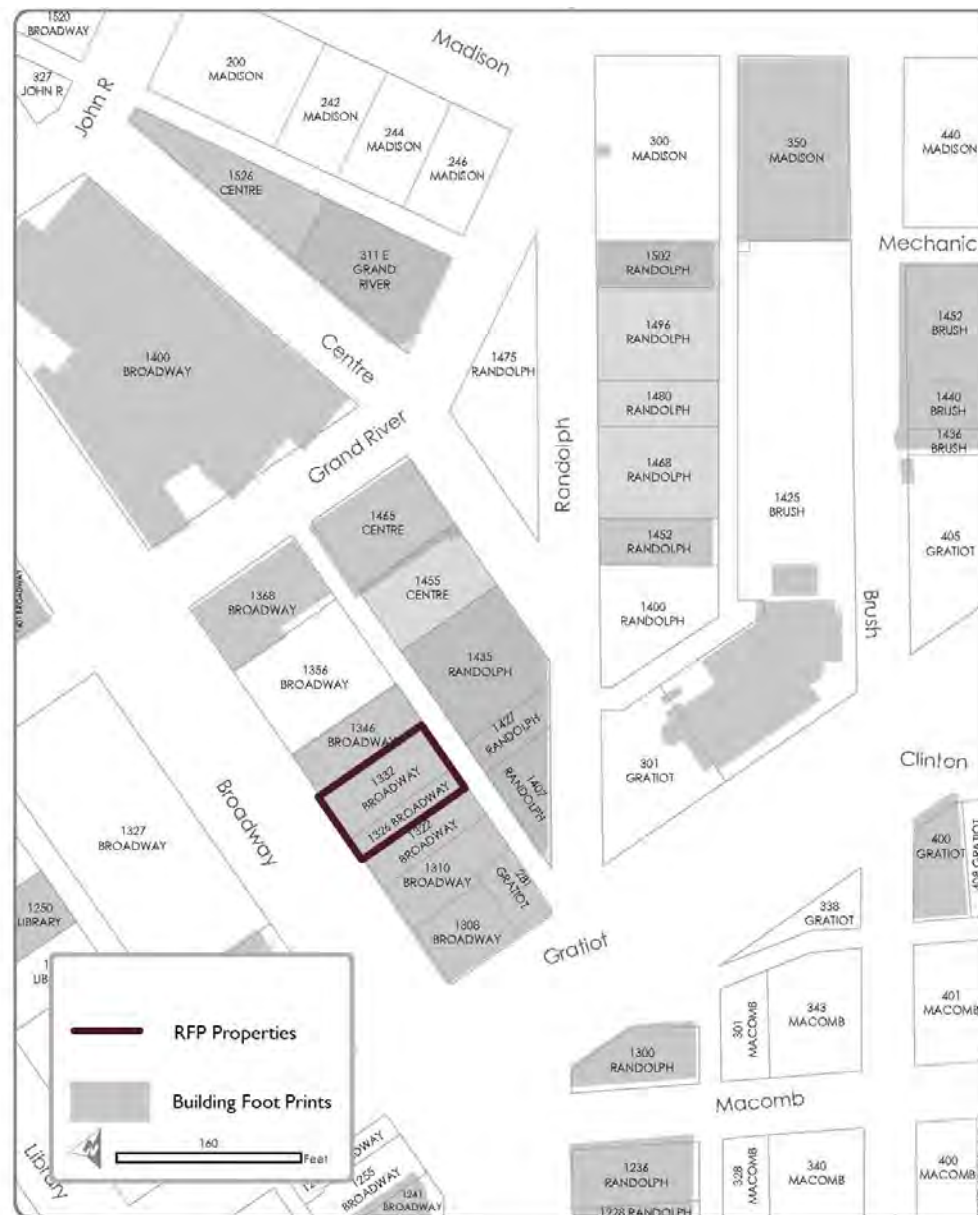 1520
BROADWAY
327
JOHN R
John R
Madison
200
MADISON
242
MADISON
244
MADISON
246
MADISON
300
MADISON
350
MADISON
440
MADISON
1526
CENTRE
311 E
GRAND
RIVER
Mechanic
1502
RANDOLPH
1496
RANDOLPH
1480
RANDOLPH
1468
RANDOLPH
1452
RANDOLPH
1400
RANDOLPH
1452
BRUSH
1440
BRUSH
1436
BRUSH
405
GRATIOT
1400
BROADWAY
Centre
Grand River
1475
RANDOLPH
Randolph
1425
BRUSH
Brush
1465
CENTRE
1455
CENTRE
1368
BROADWAY
1356
BROADWAY
1435
RANDOLPH
1427
RANDOLPH
1407
RANDOLPH
1346
BROADWAY
1332
BROADWAY
1326 BROADWAY
1322
BROADWAY
1310
BROADWAY
281
GRATIOT
1308
BROADWAY
301
GRATIOT
Clinton
Broadway
1327
BROADWAY
1250
LIBRARY
400
GRATIOT
408 GRATIOT
338
GRATIOT
Gratiot
RFP Properties
Building Foot Prints
160
Feet
Library
1300
RANDOLPH
301
MACOMB
343
MACOMB
401
MACOMB
Macomb
1236
RANDOLPH
1228 RANDOLPH
328
MACOMB
340
MACOMB
400
MACOMB
1255
BROADWAY
1241
BROADWAY